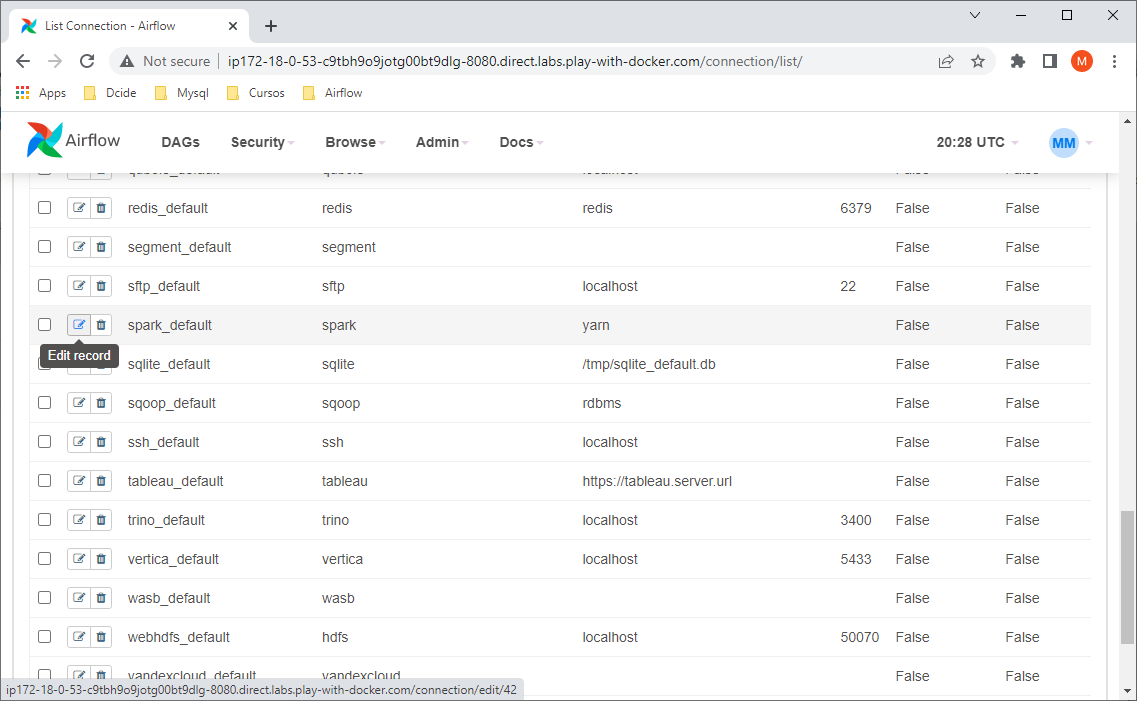 List Connection - Airflow
Not secure ip172-18-0-53-c9tbh9o9jotg00bt9dlg-8080.direct.labs.play-with-docker.com/connection/list/ M
Apps Dcide Mysql Cursos Airflow
Airflow DAGs Security Browse Admin Docs 20:28 UTC MM
redis_default redis redis 6379 False False
segment_default segment False False
sftp_default sftp localhost 22 False False
spark_default spark yarn False False
Edit record
sqlite_default sqlite /tmp/sqlite_default.db False False
sqoop_default sqoop rdbms False False
ssh_default ssh localhost False False
tableau_default tableau https://tableau.server.url False False
trino_default trino localhost 3400 False False
vertica_default vertica localhost 5433 False False
wasb_default wasb False False
webhdfs_default hdfs localhost 50070 False False
yandexcloud_default yandexcloud False False
ip172-18-0-53-c9tbh9o9jotg00bt9dlg-8080.direct.labs.play-with-docker.com/connection/edit/42